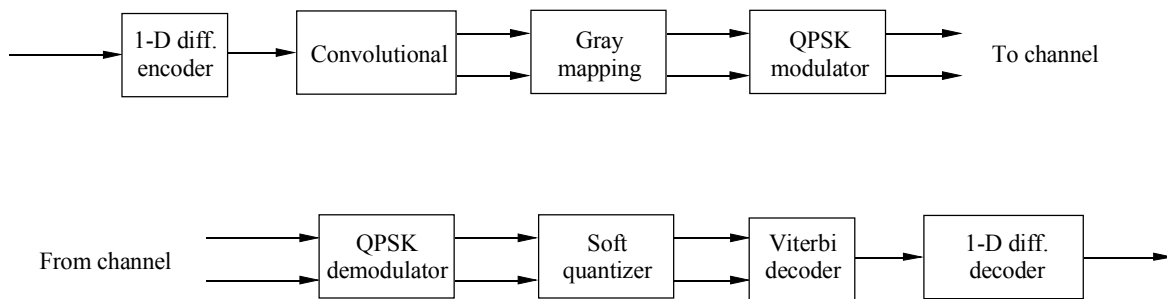 1-D diff.
encoder
Convolutional
Gray
mapping
QPSK
modulator
To channel
From channel
QPSK
demodulator
Soft
quantizer
Viterbi
decoder
1-D diff.
decoder